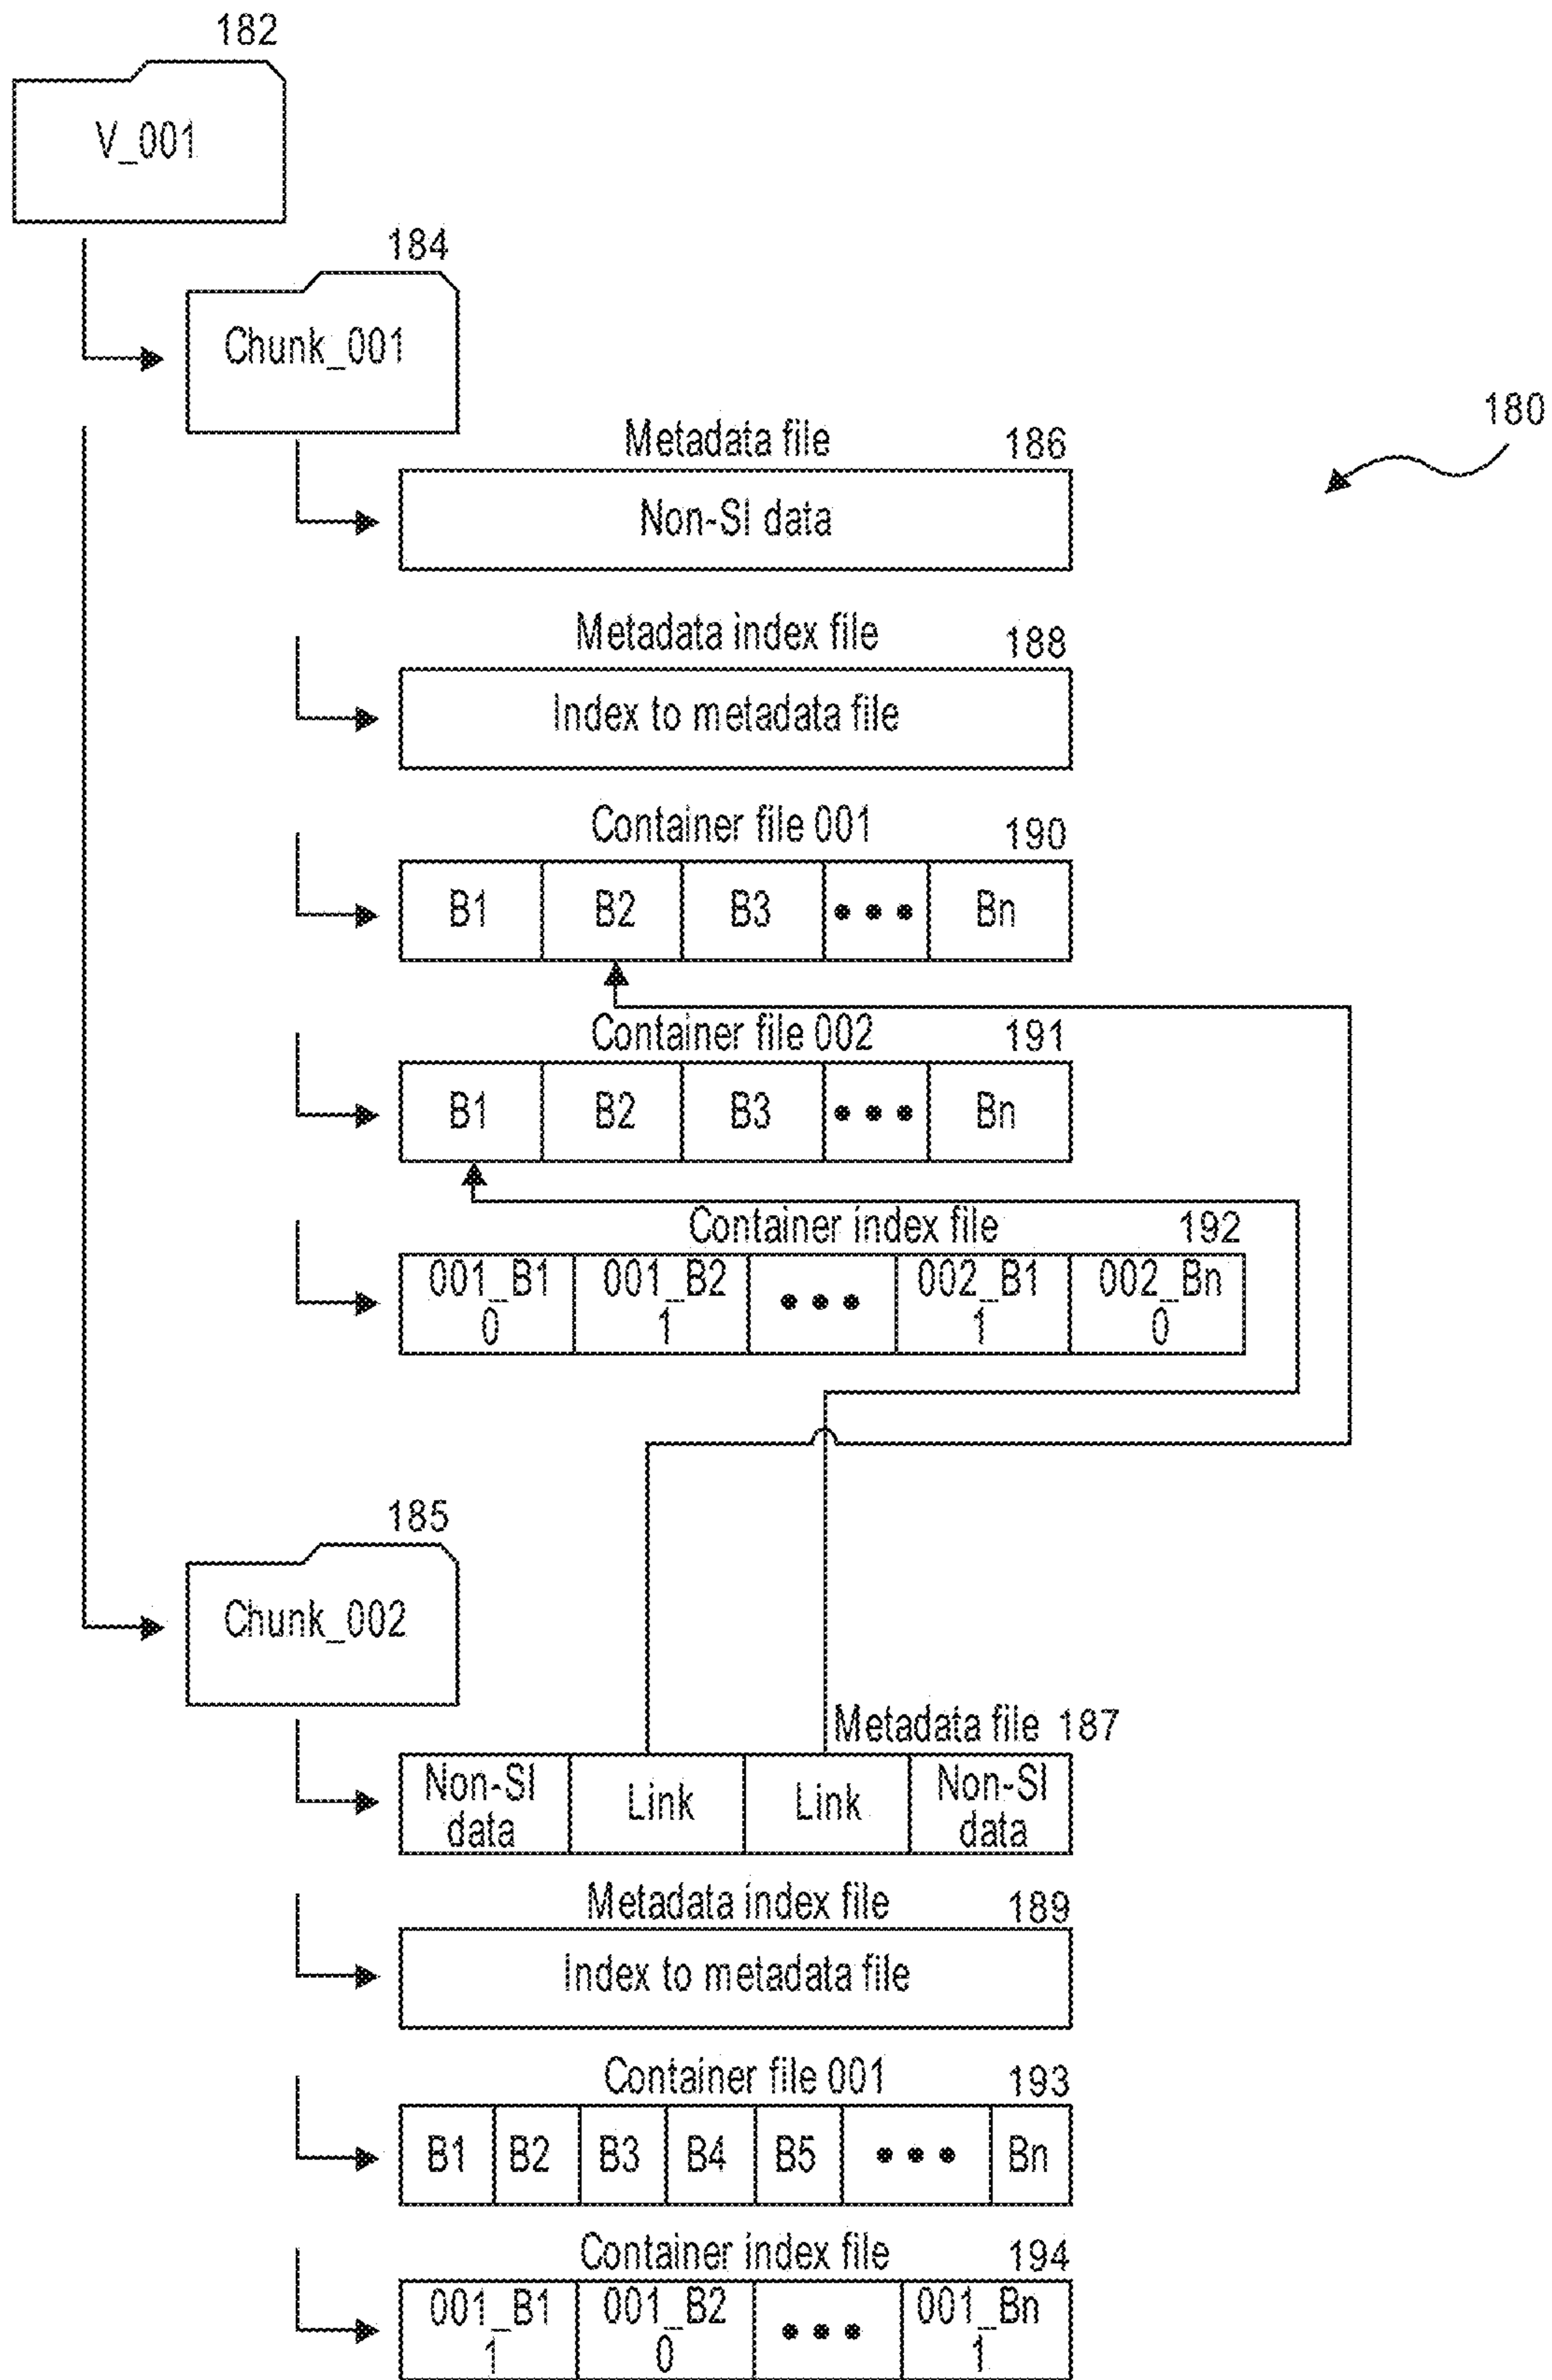 182
V_001
184
Chunk_001
180
Metadata file 186
Non-SI data
Metadata index file 188
Index to metadata file
Container file 001 190
B1 B2 B3 ••• Bn
Container file 002 191
B1 B2 B3 ••• Bn
Container index file 192
001_B1 001_B2 ••• 002_B1 002_Bn
0 1 1 0
185
Chunk_002
Metadata file 187
Non-SI Link Link Non-SI
data data
Metadata index file 189
Index to metadata file
Container file 001 193
B1 B2 B3 B4 B5 ••• Bn
Container index file 194
001_B1 001_B2 ••• 001_Bn
1 0 1